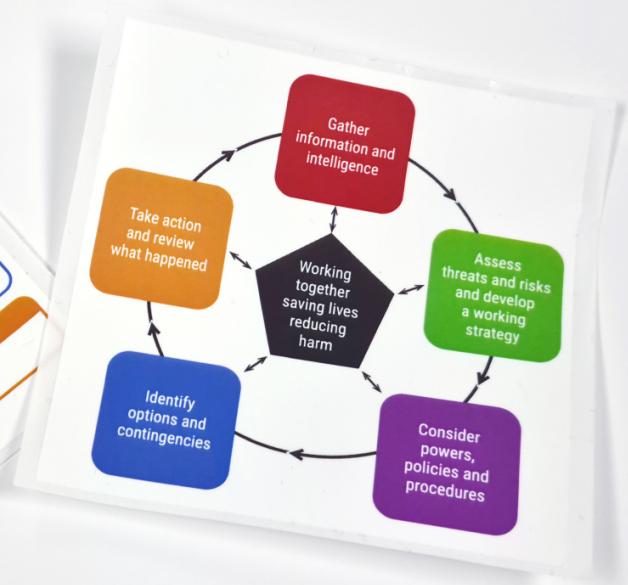 Gather
information and
intelligence
Assess
threats and risks
and develop
a working
strategy
Consider
powers,
policies and
procedures
Identify
options and
contingencies
Take action
and review
what happened
Working
together
saving lives
reducing
harm